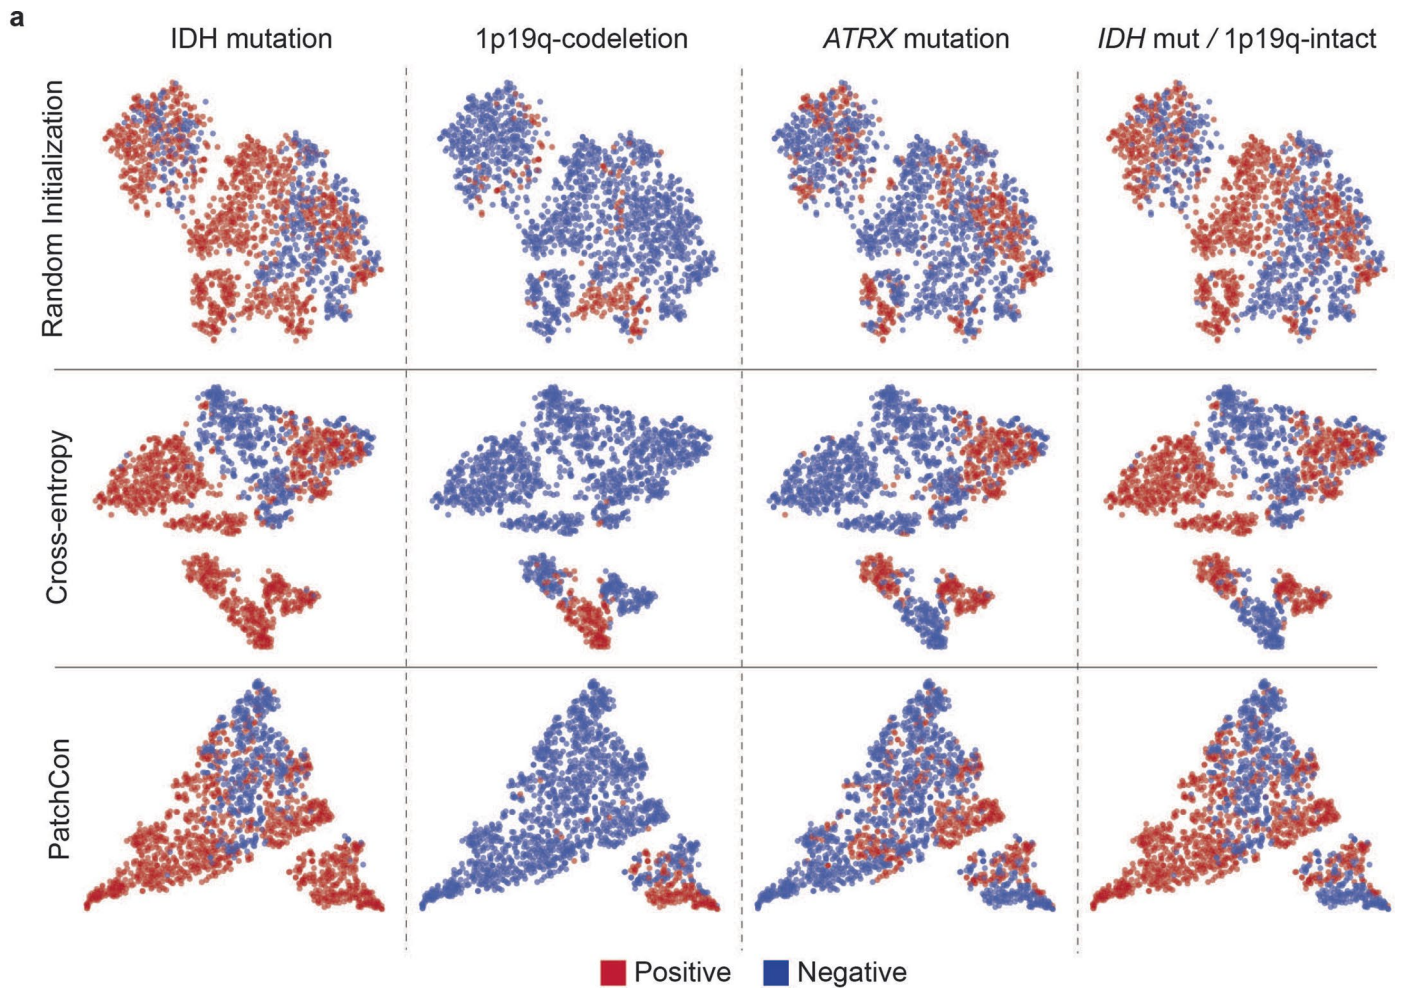 a
IDH mutation
1p19q-codeletion
ATRX mutation
IDH mut / 1p19q-intact
Random Initialization
Cross-entropy
PatchCon
Positive
Negative